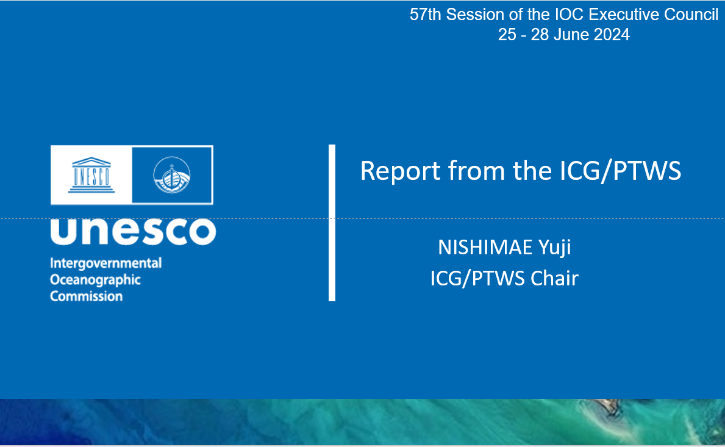 57th Session of the IOC Executive Council
25 - 28 June 2024
UNESCO
unesco
Intergovernmental
Oceanographic
Commission
Report from the ICG/PTWS
NISHIMAE Yuji
ICG/PTWS Chair